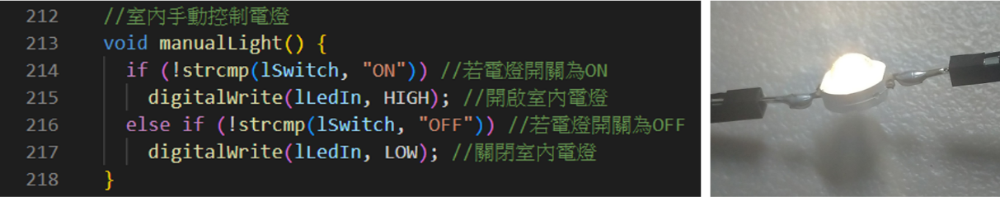 212 //室內手動控制電燈
213 void manualLight() {
214 if (!strcmp(lSwitch, "ON")) //若電燈開關為ON
215 digitalWrite(lLedIn, HIGH); //開啟室內電燈
216 else if (!strcmp(lSwitch, "OFF")) //若電燈開關為OFF
217 digitalWrite(lLedIn, LOW); //關閉室內電燈
218 }